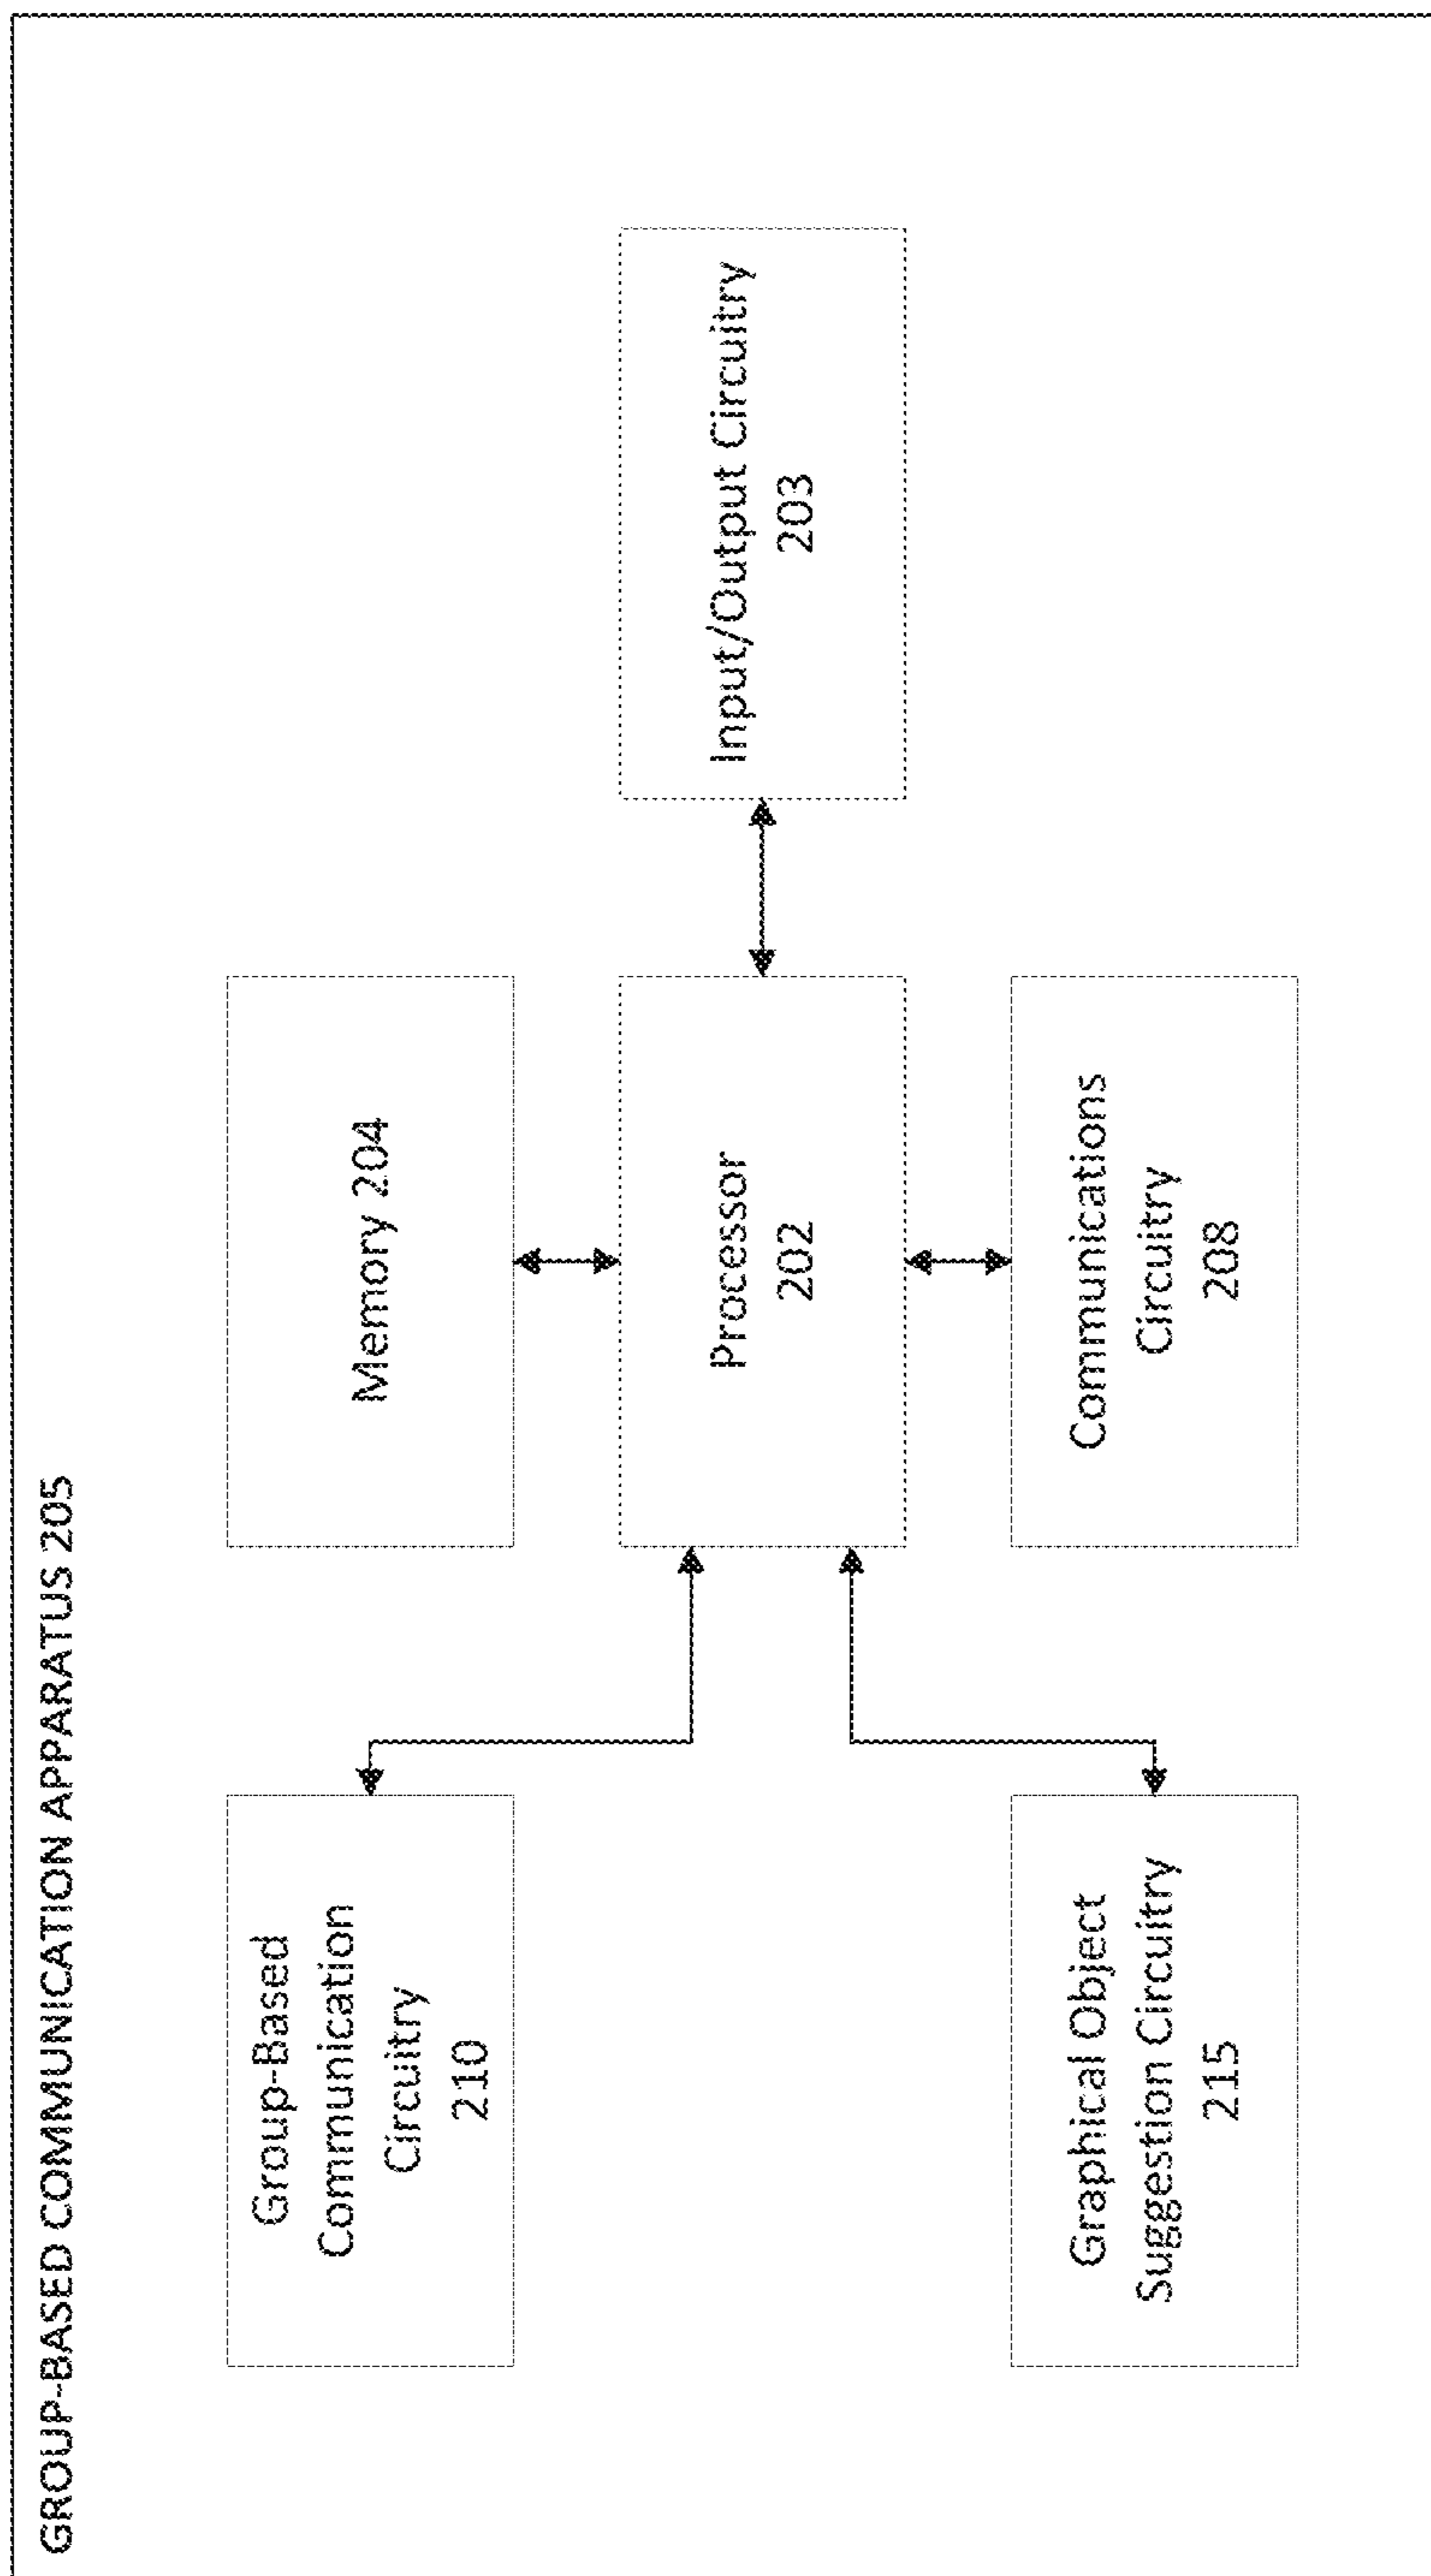 GROUP-BASED COMMUNICATION APPARATUS 205
Group-Based
Communication
Circuitry
210
Memory 204
Processor
202
Input/Output Circuitry
203
Graphical Object
Suggestion Circuitry
215
Communications
Circuitry
208